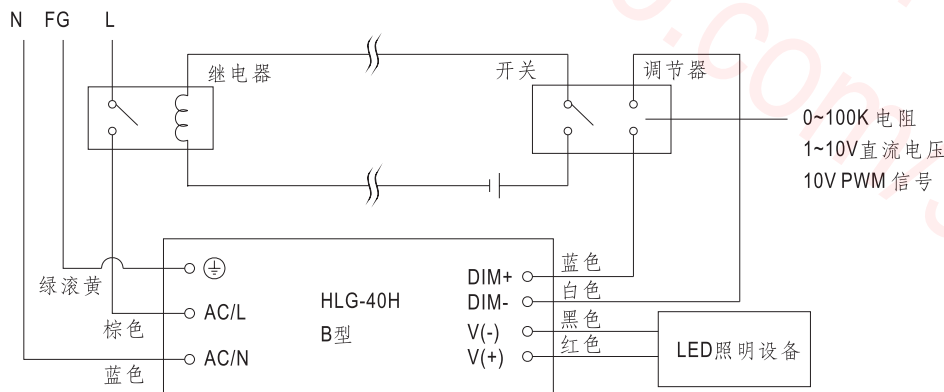 N FG L
继电器
开关
调节器
0~100K 电阻
1~10V直流电压
10V PWM 信号
绿滚黄
棕色
蓝色
AC/L
AC/N
HLG-40H
B型
DIM+
DIM-
V(-)
V(+)
蓝色
白色
黑色
红色
LED照明设备